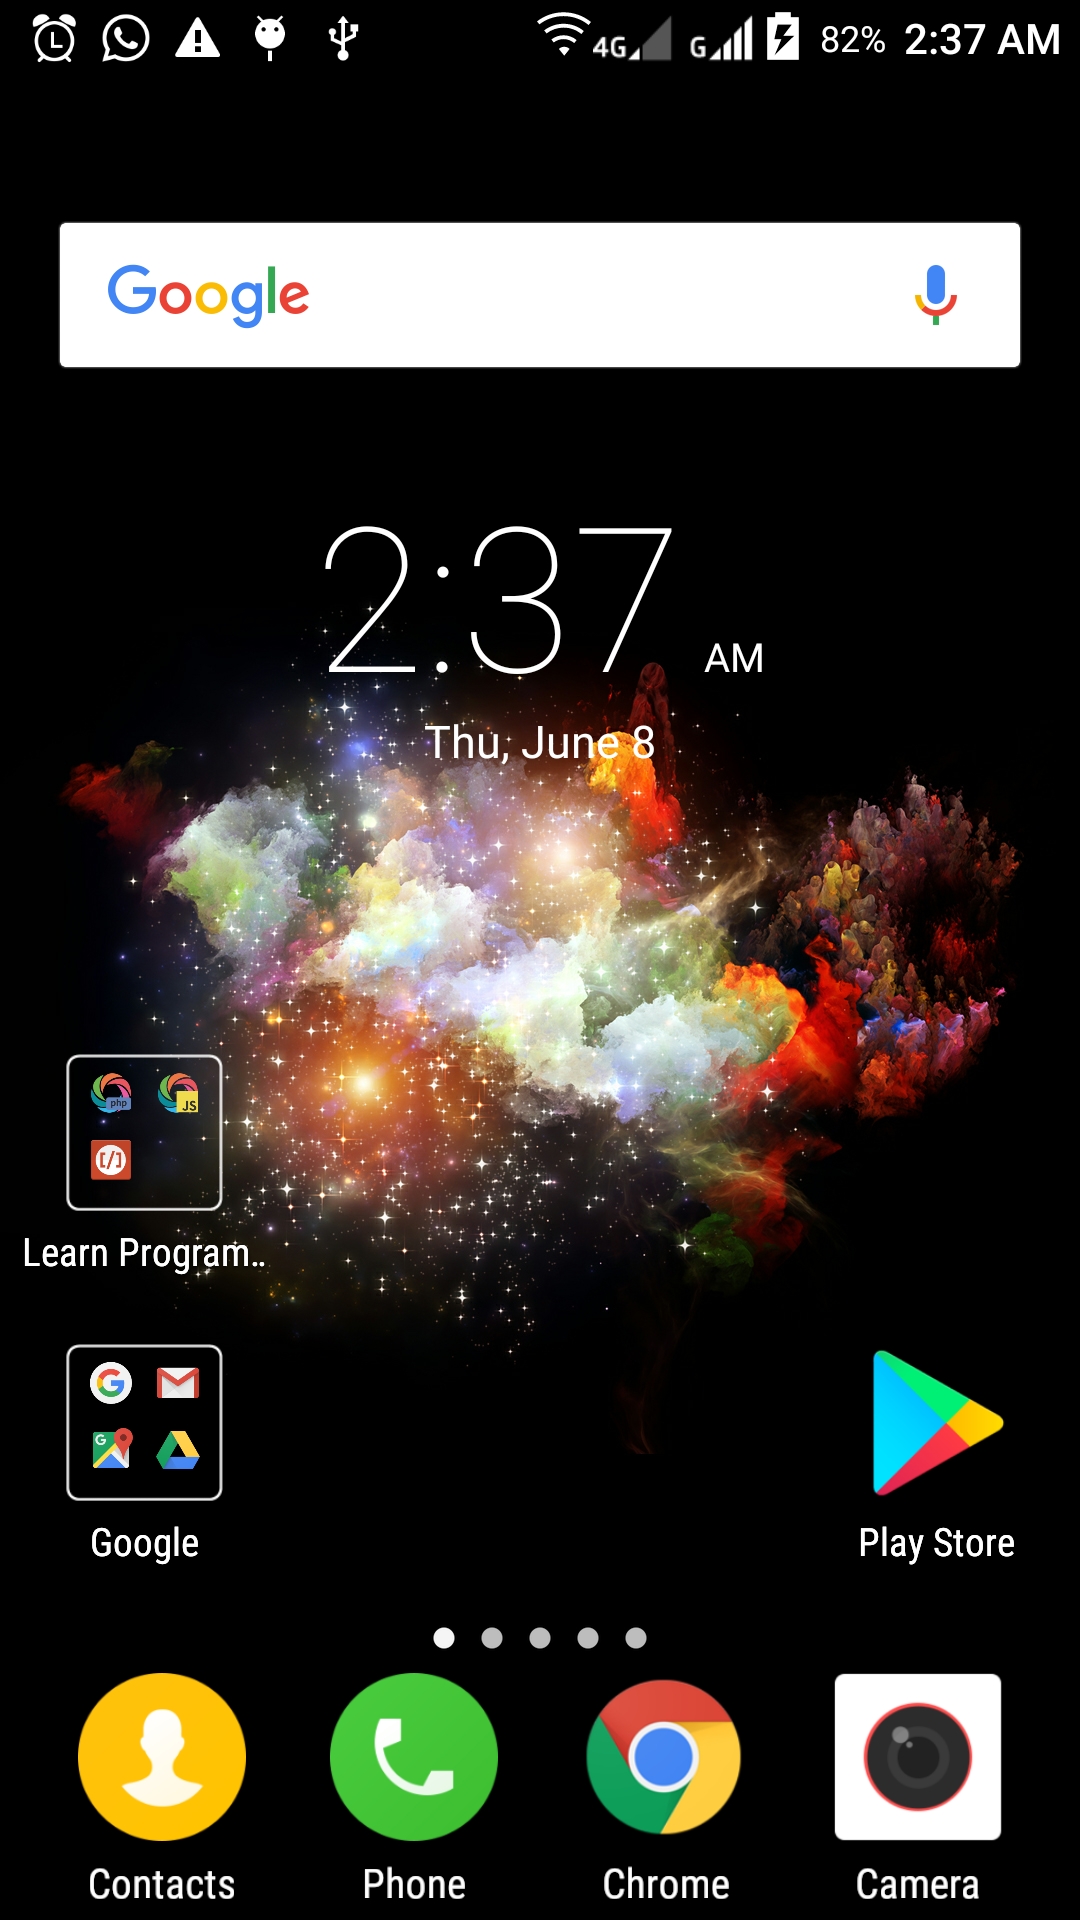 4G G 82% 2:37 AM
Google
2:37 AM
Thu, June 8
php JS
[/]
Learn Program..
G G
Google Play Store
Contacts Phone Chrome Camera